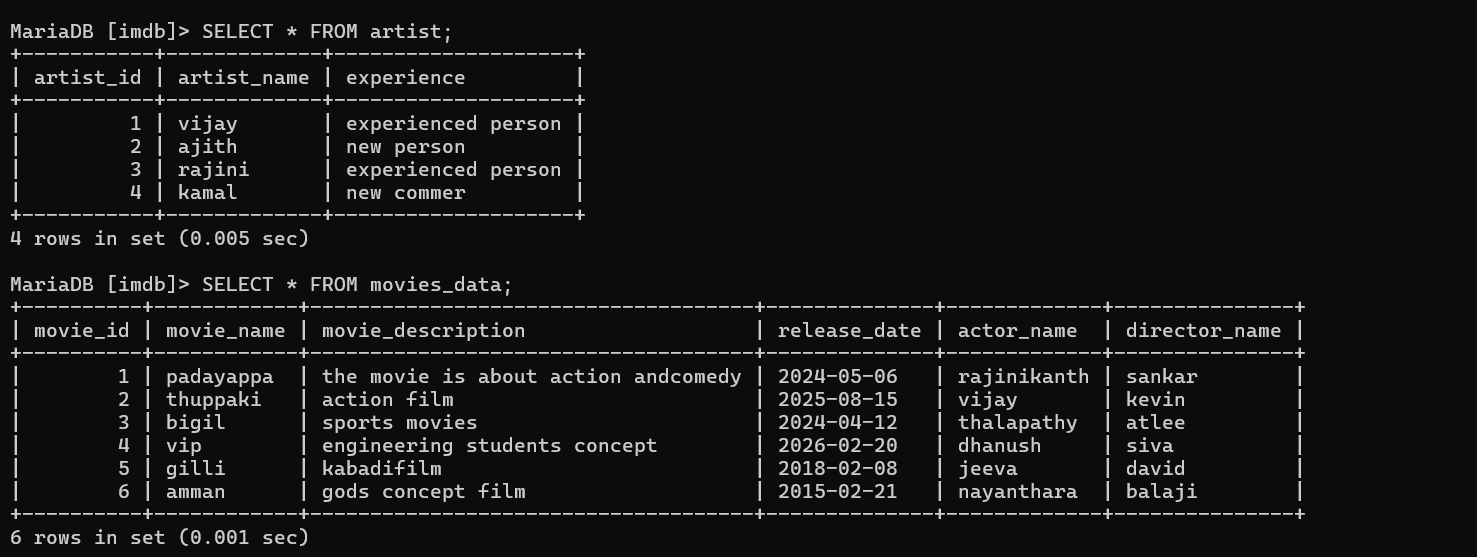 MariaDB [imdb]> SELECT * FROM artist;
+-----------+-------------+--------------------+
| artist_id | artist_name | experience         |
+-----------+-------------+--------------------+
|         1 | vijay       | experienced person |
|         2 | ajith       | new person         |
|         3 | rajini      | experienced person |
|         4 | kamal       | new commer         |
+-----------+-------------+--------------------+
4 rows in set (0.005 sec)

MariaDB [imdb]> SELECT * FROM movies_data;
+----------+------------+-------------------------------------+--------------+-------------+---------------+
| movie_id | movie_name | movie_description                   | release_date | actor_name  | director_name |
+----------+------------+-------------------------------------+--------------+-------------+---------------+
|        1 | padayappa  | the movie is about action andcomedy | 2024-05-06   | rajinikanth | sankar        |
|        2 | thuppaki   | action film                         | 2025-08-15   | vijay       | kevin         |
|        3 | bigil      | sports movies                       | 2024-04-12   | thalapathy  | atlee         |
|        4 | vip        | engineering students concept        | 2026-02-20   | dhanush     | siva          |
|        5 | gilli      | kabadifilm                          | 2018-02-08   | jeeva       | david         |
|        6 | amman      | gods concept film                   | 2015-02-21   | nayanthara  | balaji        |
+----------+------------+-------------------------------------+--------------+-------------+---------------+
6 rows in set (0.001 sec)